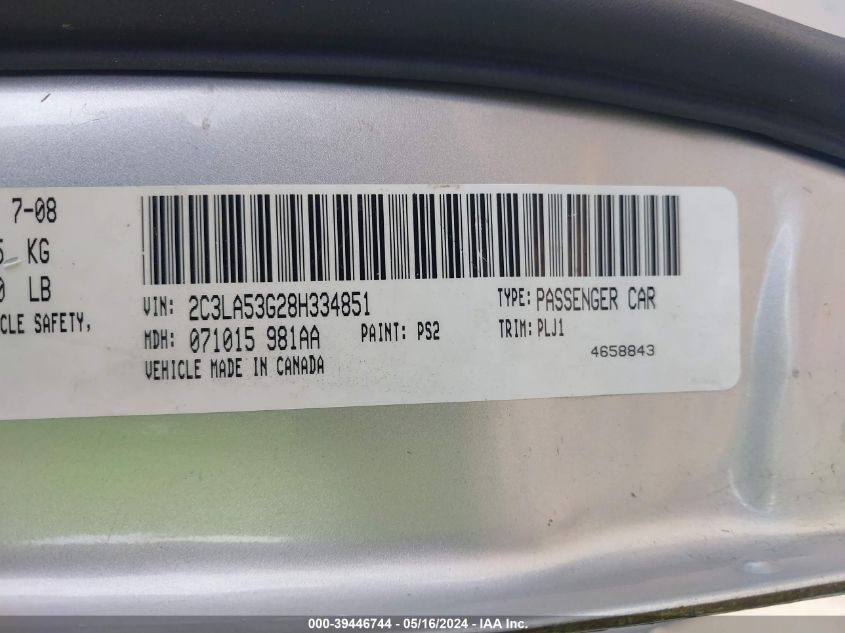 7-08
KG
LB
CLE SAFETY,
VIN: 2C3LA53G28H334851
TYPE: PASSENGER CAR
MDH: 071015 981AA
PAINT: PS2
TRIM: PLJ1
VEHICLE MADE IN CANADA
4658843
000-39446744 - 05/16/2024 - IAA Inc.